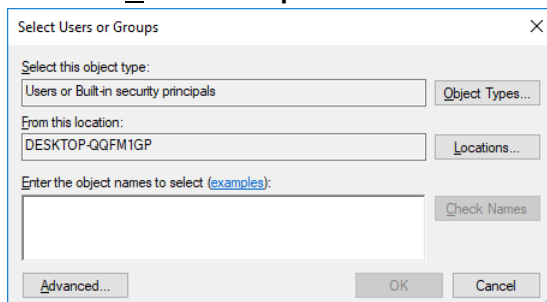 Select Users or Groups
Select this object type:
Users or Built-in security principals
Object Types...
From this location:
DESKTOP-QQFM1GP
Locations...
Enter the object names to select (examples):
Check Names
Advanced...
OK
Cancel